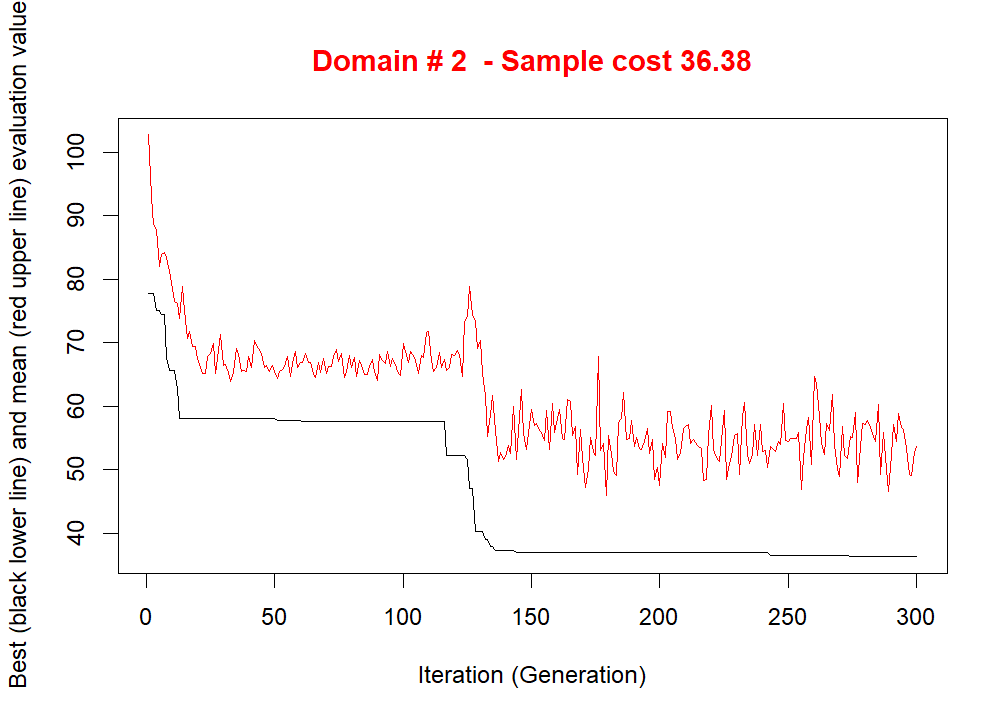 Domain # 2  - Sample cost 36.38
Best (black lower line) and mean (red upper line) evaluation value
100
90
80
70
60
50
40
0 50 100 150 200 250 300
Iteration (Generation)